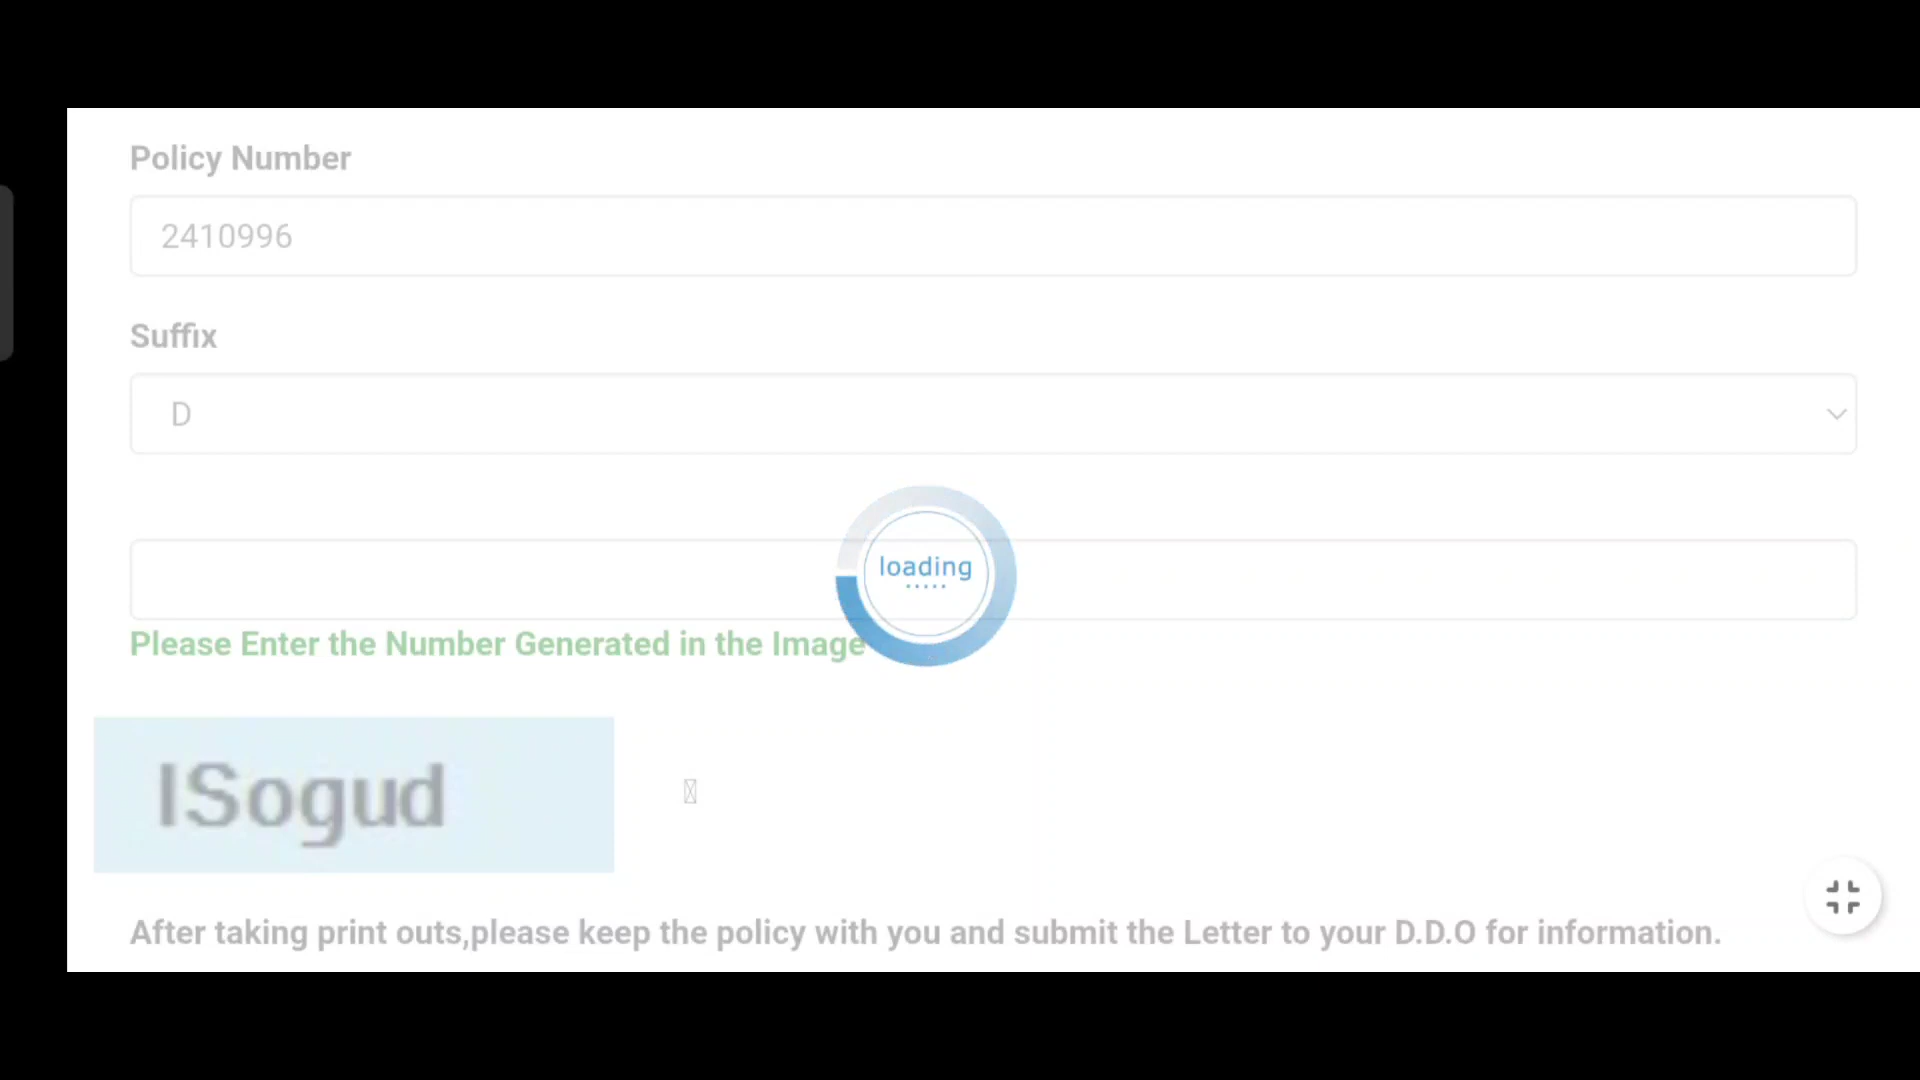 Policy Number
2410996
Suffix
D
loading
Please Enter the Number Generated in the Image
ISogud
After taking print outs,please keep the policy with you and submit the Letter to your D.D.O for information.